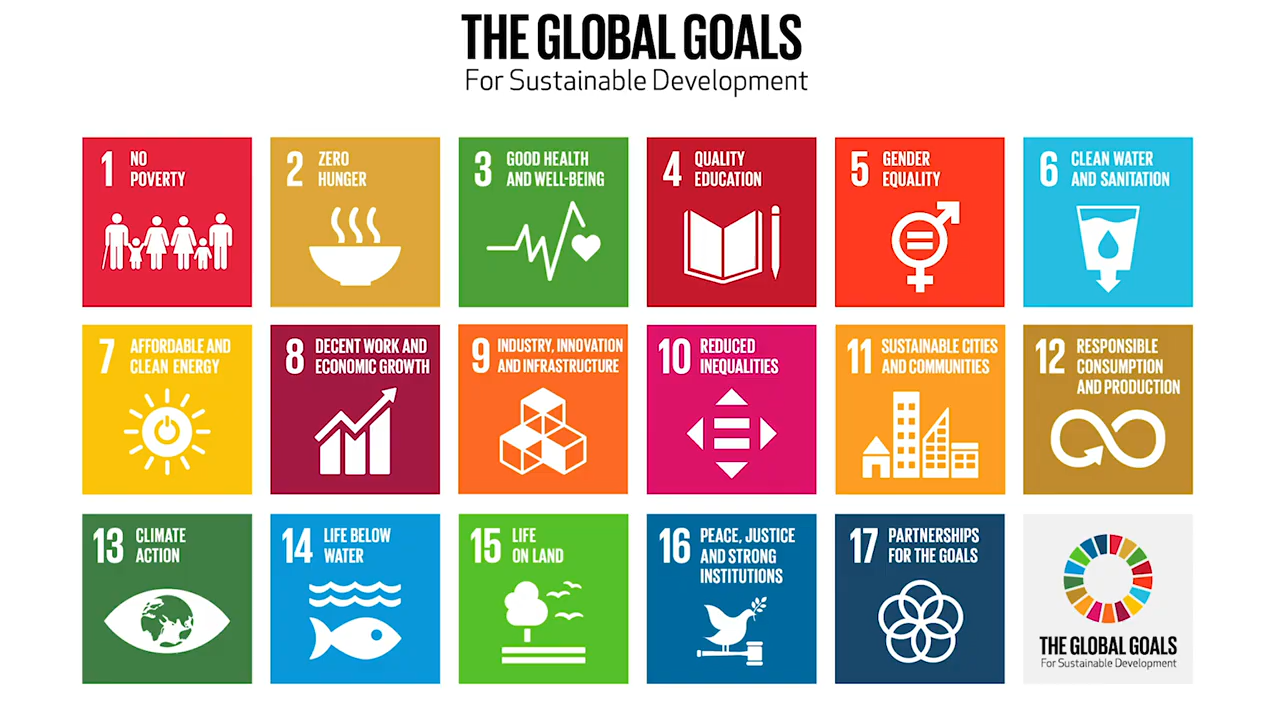 THE GLOBAL GOALS
For Sustainable Development
1 NO
POVERTY
2 ZERO
HUNGER
3 GOOD HEALTH
AND WELL-BEING
4 QUALITY
EDUCATION
5 GENDER
EQUALITY
6 CLEAN WATER
AND SANITATION
7 AFFORDABLE AND
CLEAN ENERGY
8 DECENT WORK AND
ECONOMIC GROWTH
9 INDUSTRY, INNOVATION
AND INFRASTRUCTURE
10 REDUCED
INEQUALITIES
11 SUSTAINABLE CITIES
AND COMMUNITIES
12 RESPONSIBLE
CONSUMPTION
AND PRODUCTION
13 CLIMATE
ACTION
14 LIFE BELOW
WATER
15 LIFE
ON LAND
16 PEACE, JUSTICE
AND STRONG
INSTITUTIONS
17 PARTNERSHIPS
FOR THE GOALS
THE GLOBAL GOALS
For Sustainable Development